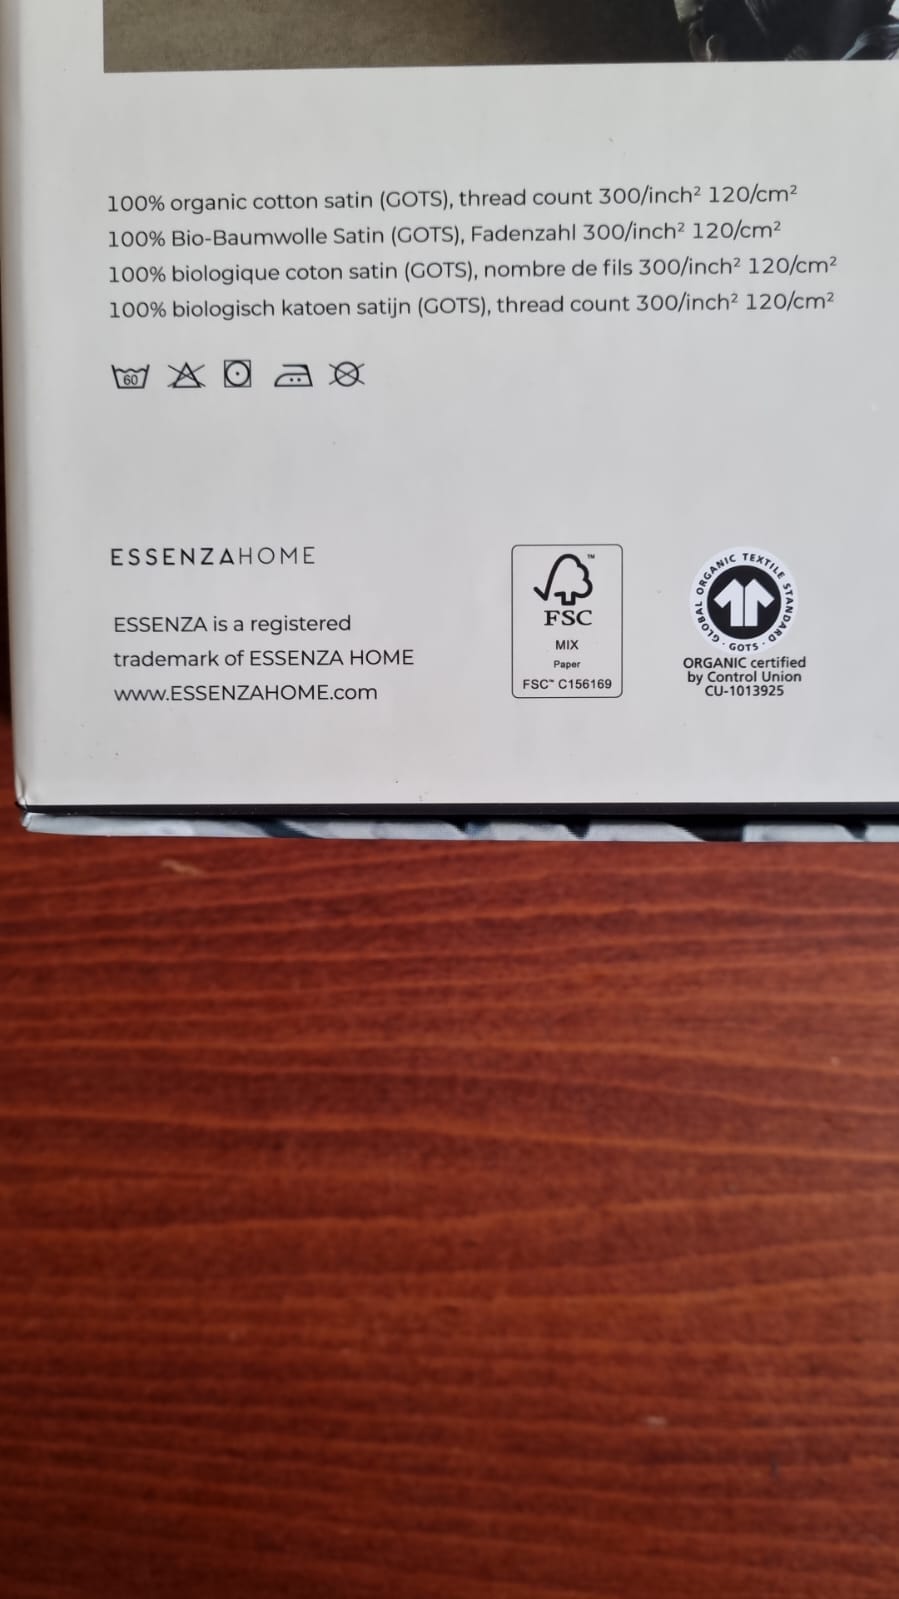 100% organic cotton satin (GOTS), thread count 300/inch² 120/cm²
100% Bio-Baumwolle Satin (GOTS), Fadenzahl 300/inch² 120/cm²
100% biologique coton satin (GOTS), nombre de fils 300/inch² 120/cm²
100% biologisch katoen satijn (GOTS), thread count 300/inch² 120/cm²
60
ESSENZAHOME
ESSENZA is a registered
trademark of ESSENZA HOME
www.ESSENZAHOME.com
™
FSC
MIX
Paper
FSC™ C156169
GLOBAL ORGANIC TEXTILE STANDARD · GOTS ·
ORGANIC certified
by Control Union
CU-1013925